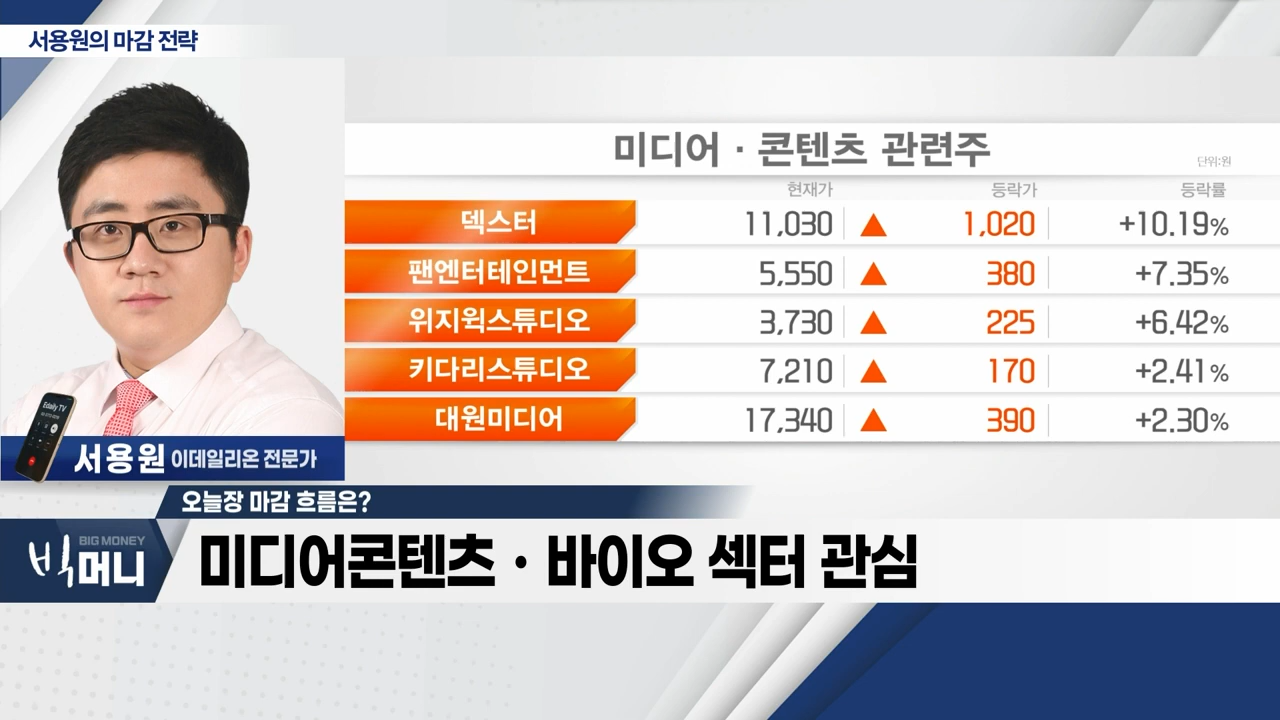 서용원의 마감 전략
미디어 · 콘텐츠 관련주
단위:원
현재가 등락가 등락률
덱스터 11,030 ▲ 1,020 +10.19%
팬엔터테인먼트 5,550 ▲ 380 +7.35%
위지윅스튜디오 3,730 ▲ 225 +6.42%
키다리스튜디오 7,210 ▲ 170 +2.41%
대원미디어 17,340 ▲ 390 +2.30%
Edaily TV
서용원 이데일리온 전문가
오늘장 마감 흐름은?
BIG MONEY
빅머니
미디어콘텐츠 · 바이오 섹터 관심